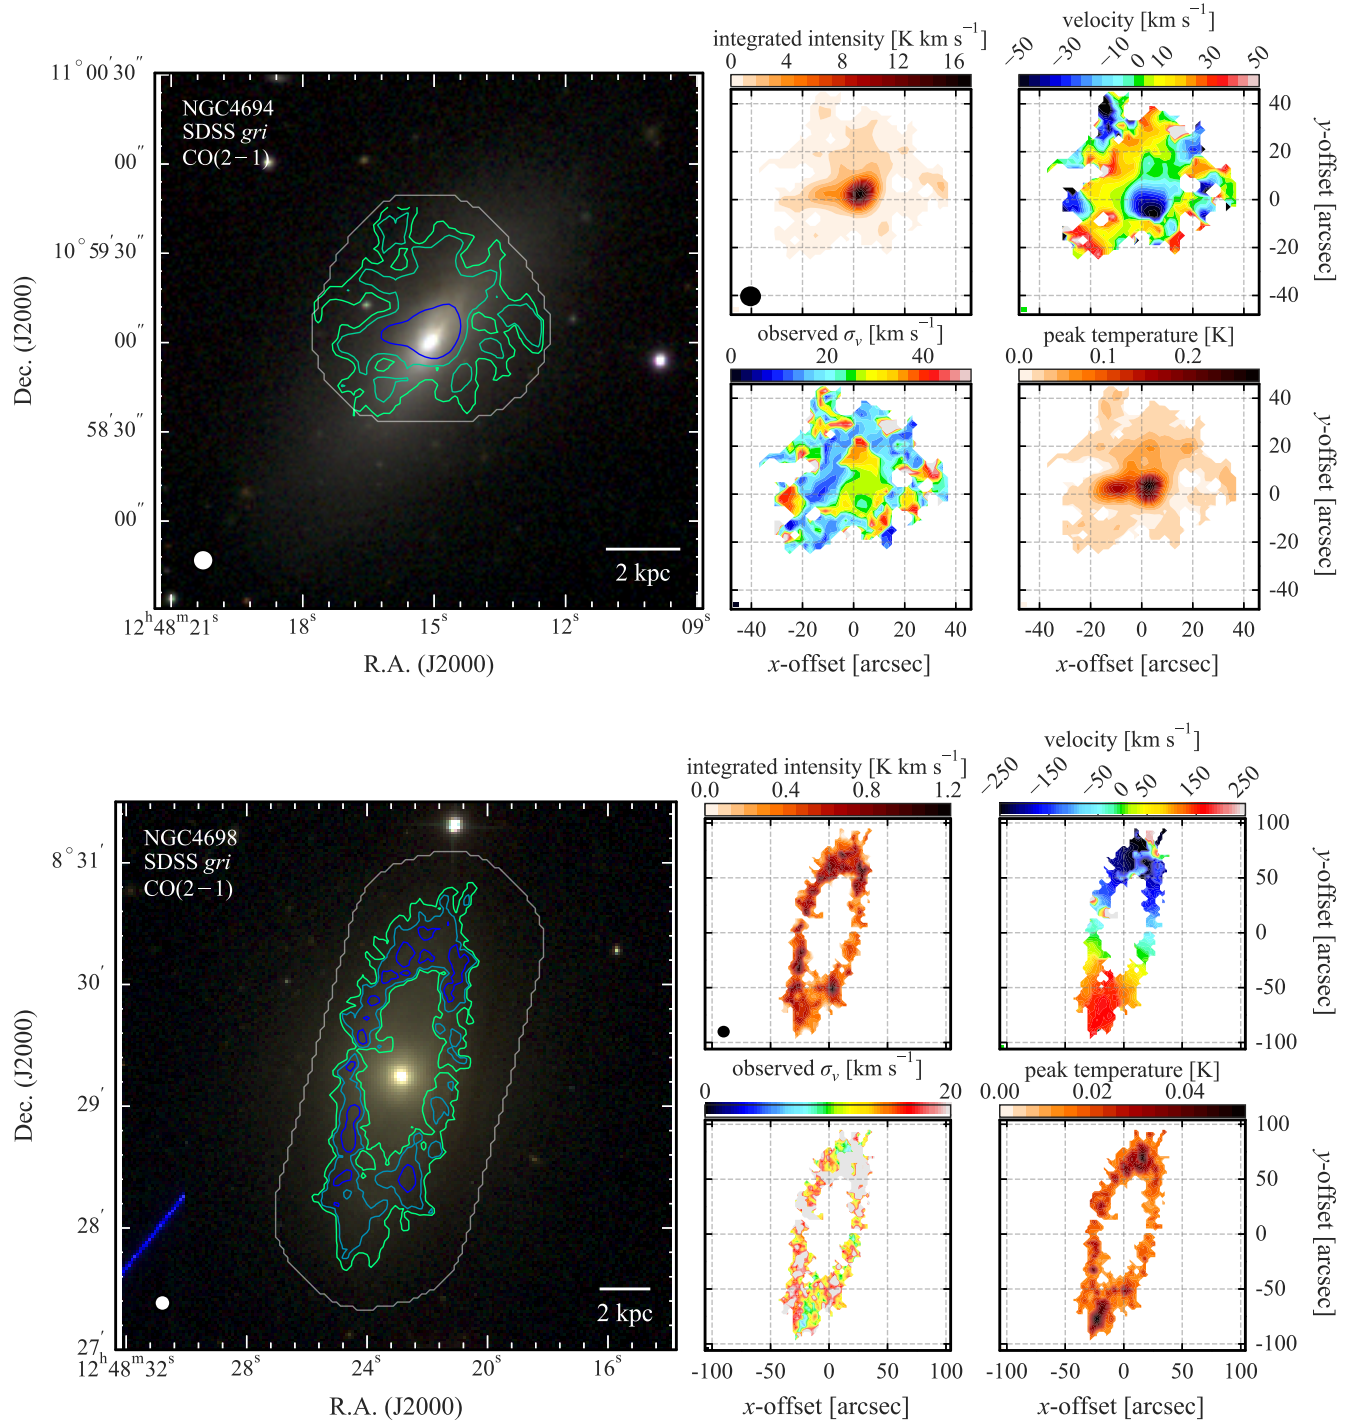 NGC4694
SDSS gri
CO(2−1)
11°00′30″
00″
10°59′30″
00″
58′30″
00″
Dec. (J2000)
2 kpc
12ʰ48ᵐ21ˢ 18ˢ 15ˢ 12ˢ 09ˢ
R.A. (J2000)
integrated intensity [K km s⁻¹]
0 4 8 12 16
velocity [km s⁻¹]
−50 −30 −10 0 10 30 50
40
20
0
−20
−40
y-offset [arcsec]
observed σᵥ [km s⁻¹]
0 20 40
peak temperature [K]
0.0 0.1 0.2
40
20
0
−20
−40
y-offset [arcsec]
-40 −20 0 20 40
x-offset [arcsec]
−40 −20 0 20 40
x-offset [arcsec]
NGC4698
SDSS gri
CO(2−1)
8°31′
30′
29′
28′
27′
Dec. (J2000)
2 kpc
12ʰ48ᵐ32ˢ 28ˢ 24ˢ 20ˢ 16ˢ
R.A. (J2000)
integrated intensity [K km s⁻¹]
0.0 0.4 0.8 1.2
velocity [km s⁻¹]
−250 −150 −50 0 50 150 250
100
50
0
−50
−100
y-offset [arcsec]
observed σᵥ [km s⁻¹]
0 20
peak temperature [K]
0.00 0.02 0.04
100
50
0
−50
−100
y-offset [arcsec]
-100 −50 0 50 100
x-offset [arcsec]
−100 −50 0 50 100
x-offset [arcsec]